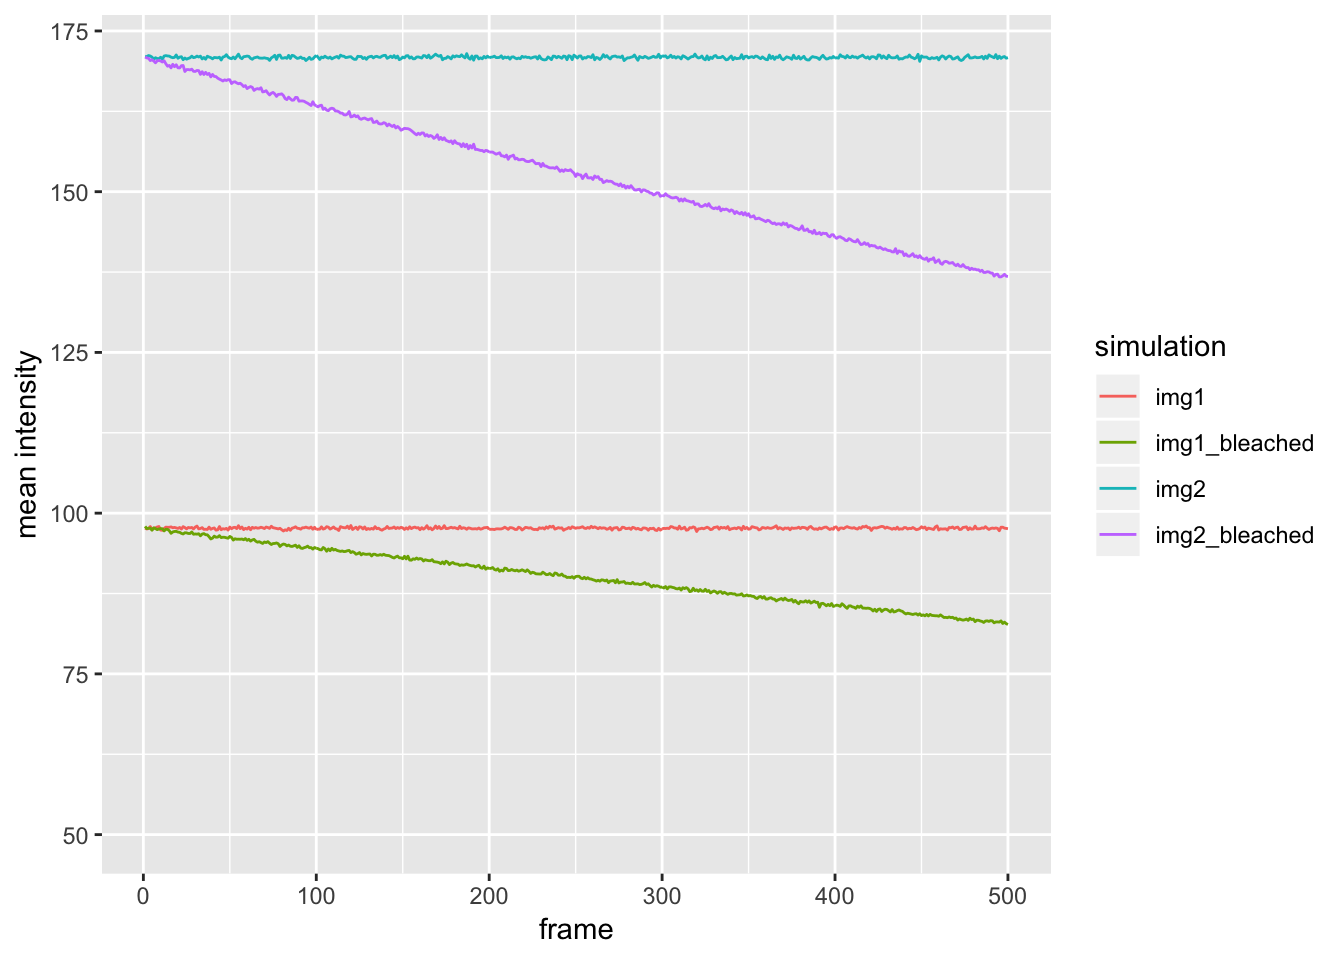 175
150
125
100
75
50
mean intensity
0 100 200 300 400 500
frame
simulation
img1
img1_bleached
img2
img2_bleached